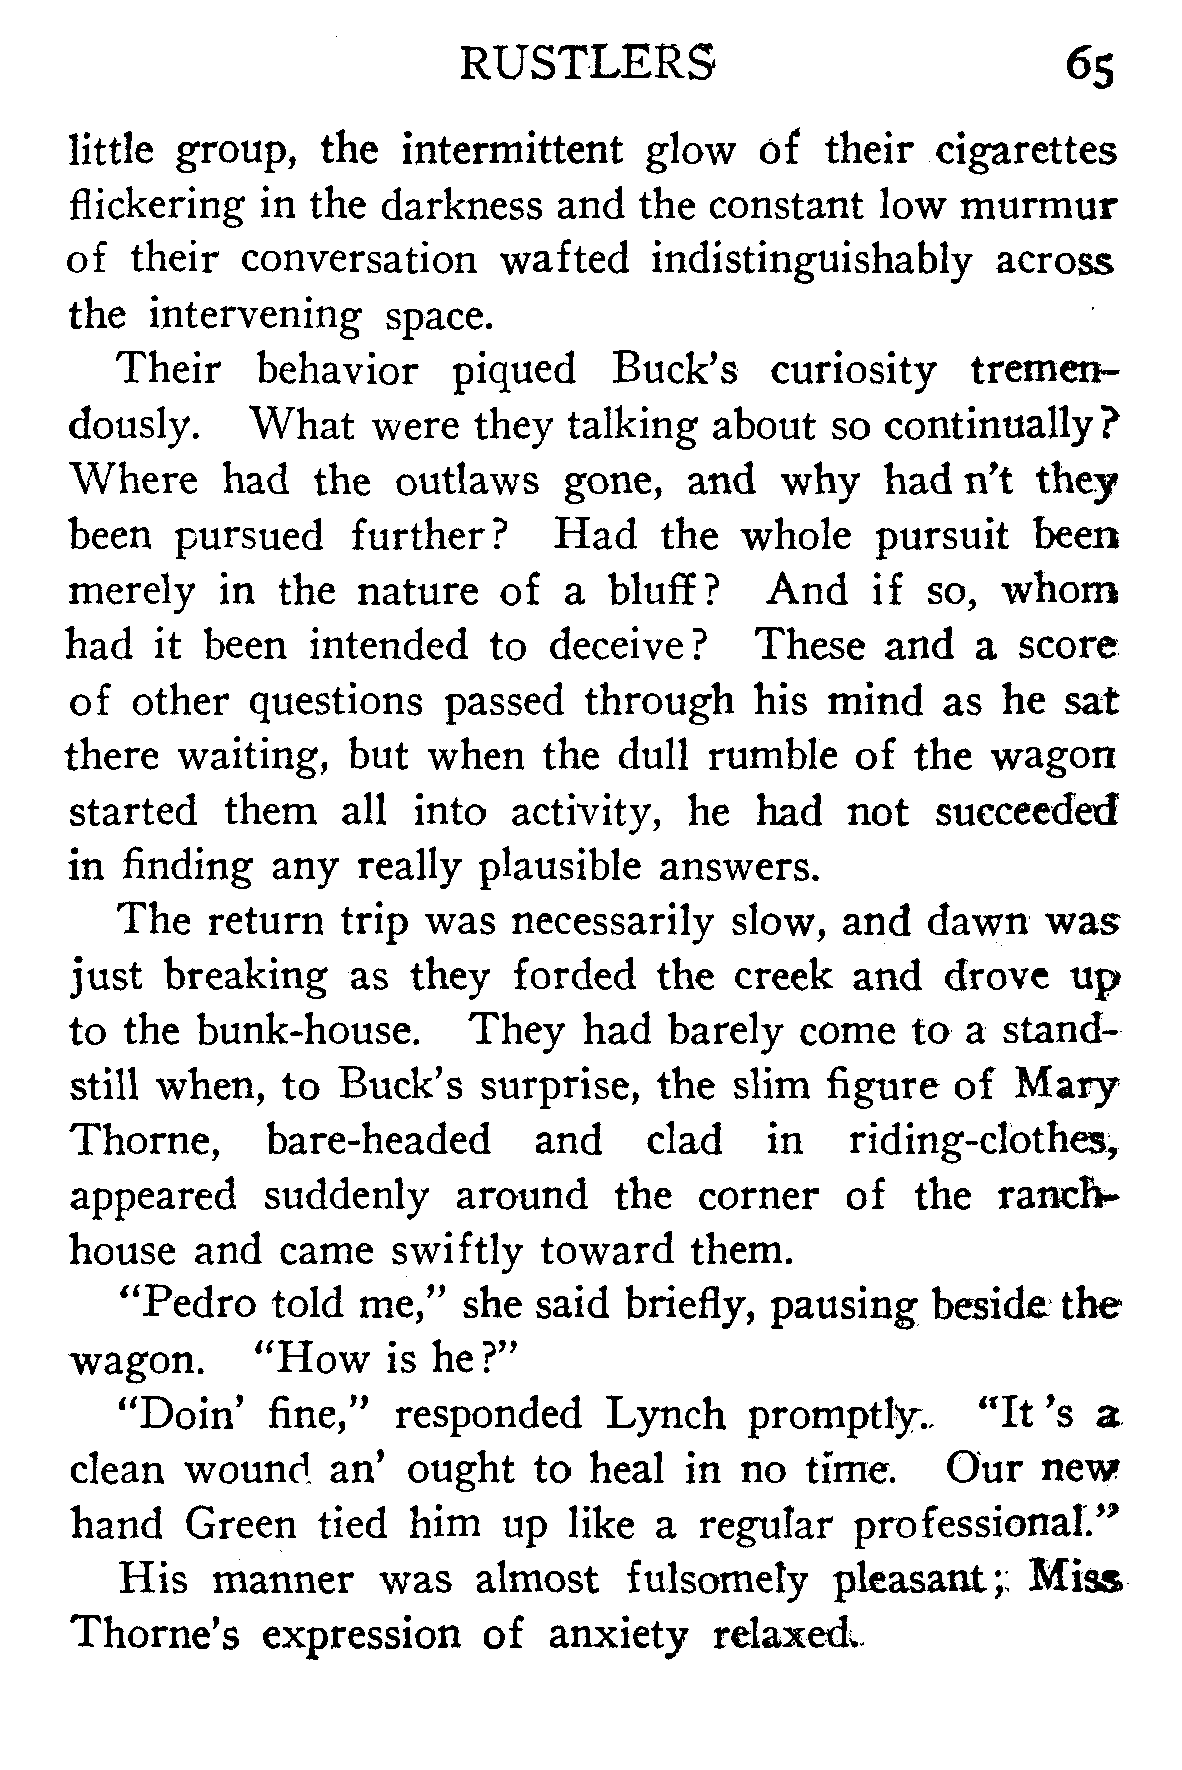 RUSTLERS 65
little group, the intermittent glow of their cigarettes
flickering in the darkness and the constant low murmur
of their conversation wafted indistinguishably across
the intervening space.
Their behavior piqued Buck's curiosity tremen-
dously. What were they talking about so continually?
Where had the outlaws gone, and why had n't they
been pursued further? Had the whole pursuit been
merely in the nature of a bluff? And if so, whom
had it been intended to deceive? These and a score
of other questions passed through his mind as he sat
there waiting, but when the dull rumble of the wagon
started them all into activity, he had not succeeded
in finding any really plausible answers.
The return trip was necessarily slow, and dawn was
just breaking as they forded the creek and drove up
to the bunk-house. They had barely come to a stand-
still when, to Buck's surprise, the slim figure of Mary
Thorne, bare-headed and clad in riding-clothes,
appeared suddenly around the corner of the ranch-
house and came swiftly toward them.
"Pedro told me," she said briefly, pausing beside the
wagon. "How is he?"
"Doin' fine," responded Lynch promptly. "It 's a
clean wound an' ought to heal in no time. Our new
hand Green tied him up like a regular professional."
His manner was almost fulsomely pleasant; Miss
Thorne's expression of anxiety relaxed.